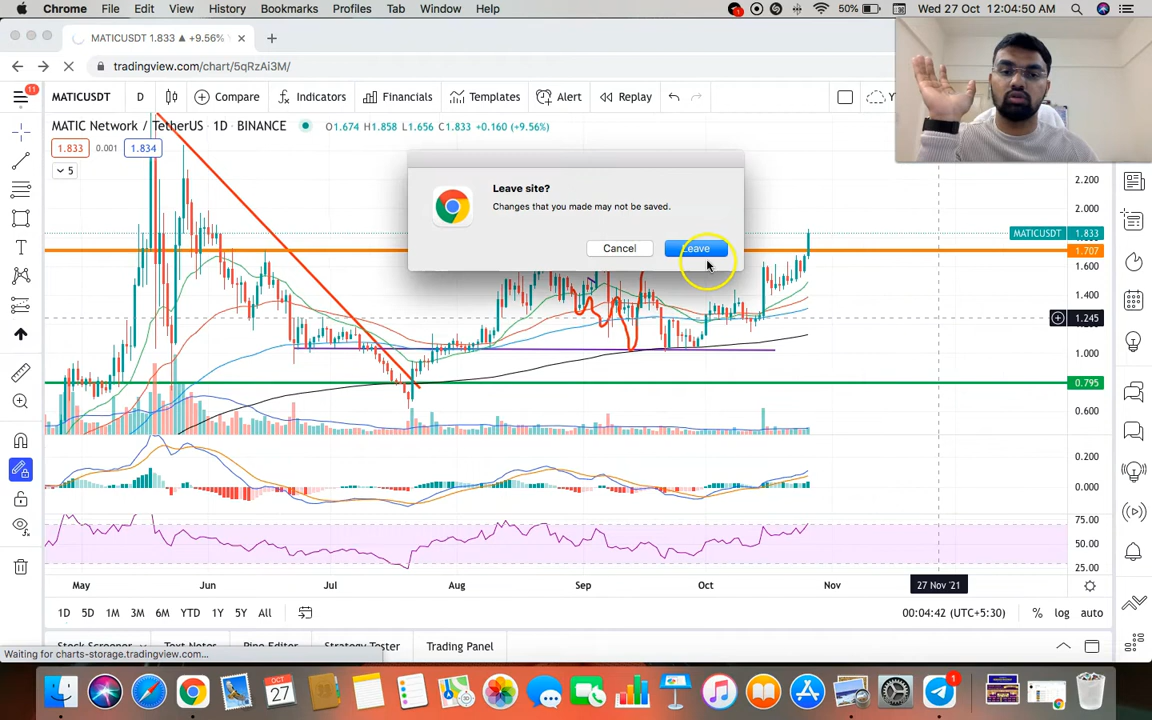 Chrome File Edit View History Bookmarks Profiles Tab Window Help 50% Wed 27 Oct 12:04:50 AM
MATICUSDT 1.833 ▲ +9.56%
tradingview.com/chart/5qRzAi3M/
11 MATICUSDT D Compare Indicators Financials Templates Alert Replay
MATIC Network / TetherUS · 1D · BINANCE O1.674 H1.858 L1.656 C1.833 +0.160 (+9.56%)
1.833 0.001 1.834
5
Leave site?
Changes that you made may not be saved.
Cancel Leave
2.200
2.000
MATICUSDT 1.833
1.707
1.600
1.400
1.245
1.000
0.795
0.600
0.200
0.000
75.00
50.00
25.00
May Jun Jul Aug Sep Oct Nov 27 Nov '21
1D 5D 1M 3M 6M YTD 1Y 5Y All 00:04:42 (UTC+5:30) % log auto
Stock Screener Text Notes Pine Editor Strategy Tester Trading Panel
Waiting for charts-storage.tradingview.com...
OCT
27
1